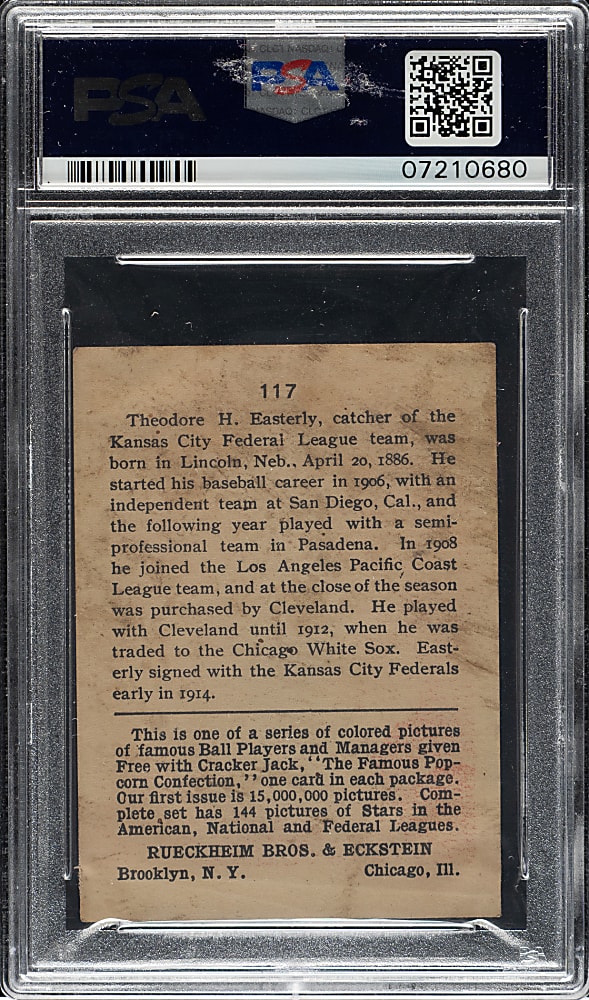 PSA
PSA
07210680
117
Theodore H. Easterly, catcher of the
Kansas City Federal League team, was
born in Lincoln, Neb., April 20, 1886. He
started his baseball career in 1906, with an
independent team at San Diego, Cal., and
the following year played with a semi-
professional team in Pasadena. In 1908
he joined the Los Angeles Pacific Coast
League team, and at the close of the season
was purchased by Cleveland. He played
with Cleveland until 1912, when he was
traded to the Chicago White Sox. East-
erly signed with the Kansas City Federals
early in 1914.
This is one of a series of colored pictures
of famous Ball Players and Managers given
Free with Cracker Jack, "The Famous Pop-
corn Confection," one card in each package.
Our first issue is 15,000,000 pictures. Com-
plete set has 144 pictures of Stars in the
American, National and Federal Leagues.
RUECKHEIM BROS. & ECKSTEIN
Brooklyn, N. Y. Chicago, Ill.